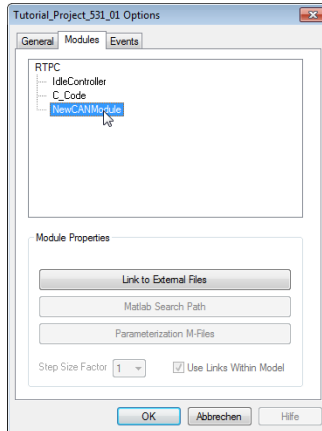 Tutorial_Project_531_01 Options
General Modules Events
RTPC
IdleController
C_Code
NewCANModule
Module Properties
Link to External Files
Matlab Search Path
Parameterization M-Files
Step Size Factor 1 Use Links Within Model
OK Abbrechen Hilfe